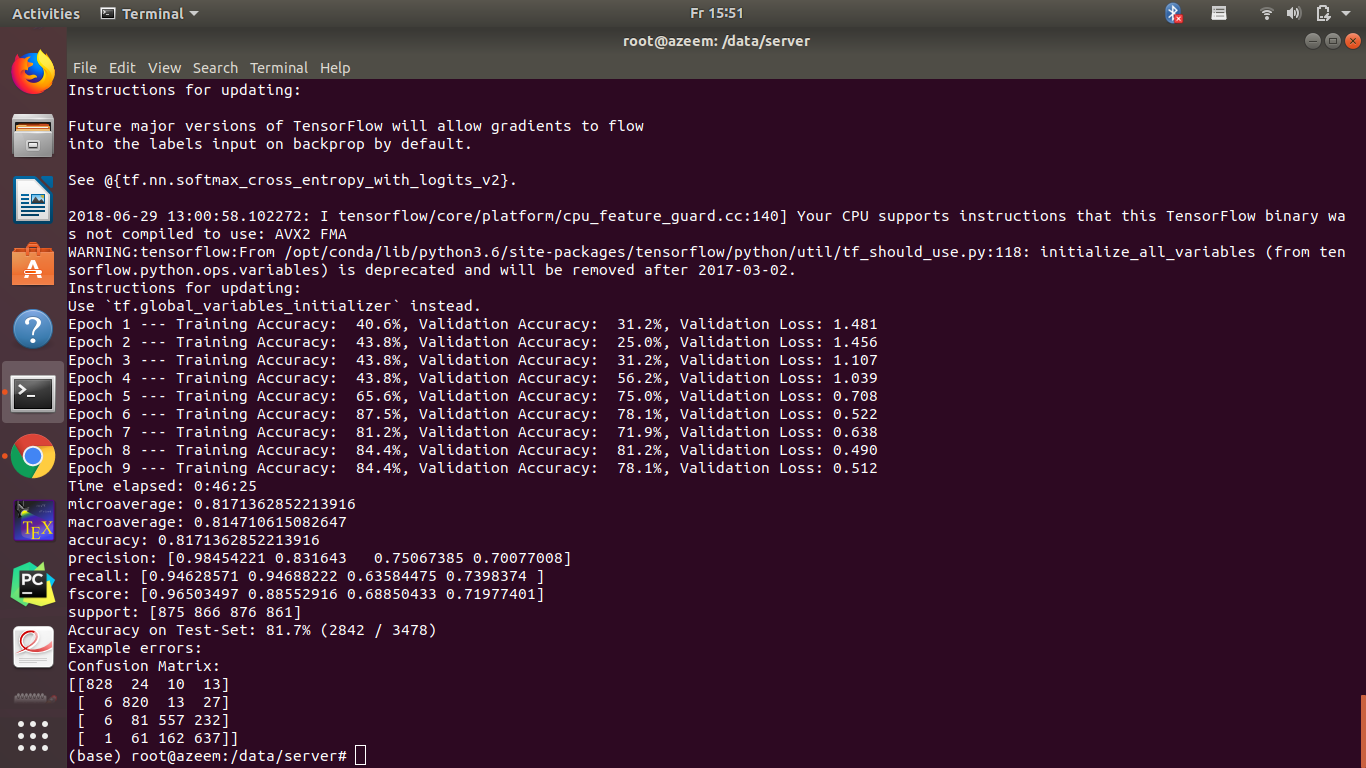 Activities Terminal Fr 15:51
root@azeem: /data/server
File Edit View Search Terminal Help
Instructions for updating:
Future major versions of TensorFlow will allow gradients to flow
into the labels input on backprop by default.
See @{tf.nn.softmax_cross_entropy_with_logits_v2}.
2018-06-29 13:00:58.102272: I tensorflow/core/platform/cpu_feature_guard.cc:140] Your CPU supports instructions that this TensorFlow binary wa
s not compiled to use: AVX2 FMA
WARNING:tensorflow:From /opt/conda/lib/python3.6/site-packages/tensorflow/python/util/tf_should_use.py:118: initialize_all_variables (from ten
sorflow.python.ops.variables) is deprecated and will be removed after 2017-03-02.
Instructions for updating:
Use `tf.global_variables_initializer` instead.
Epoch 1 --- Training Accuracy:  40.6%, Validation Accuracy:  31.2%, Validation Loss: 1.481
Epoch 2 --- Training Accuracy:  43.8%, Validation Accuracy:  25.0%, Validation Loss: 1.456
Epoch 3 --- Training Accuracy:  43.8%, Validation Accuracy:  31.2%, Validation Loss: 1.107
Epoch 4 --- Training Accuracy:  43.8%, Validation Accuracy:  56.2%, Validation Loss: 1.039
Epoch 5 --- Training Accuracy:  65.6%, Validation Accuracy:  75.0%, Validation Loss: 0.708
Epoch 6 --- Training Accuracy:  87.5%, Validation Accuracy:  78.1%, Validation Loss: 0.522
Epoch 7 --- Training Accuracy:  81.2%, Validation Accuracy:  71.9%, Validation Loss: 0.638
Epoch 8 --- Training Accuracy:  84.4%, Validation Accuracy:  81.2%, Validation Loss: 0.490
Epoch 9 --- Training Accuracy:  84.4%, Validation Accuracy:  78.1%, Validation Loss: 0.512
Time elapsed: 0:46:25
microaverage: 0.8171362852213916
macroaverage: 0.814710615082647
accuracy: 0.8171362852213916
precision: [0.98454221 0.831643   0.75067385 0.70077008]
recall: [0.94628571 0.94688222 0.63584475 0.7398374 ]
fscore: [0.96503497 0.88552916 0.68850433 0.71977401]
support: [875 866 876 861]
Accuracy on Test-Set: 81.7% (2842 / 3478)
Example errors:
Confusion Matrix:
[[828  24  10  13]
 [  6 820  13  27]
 [  6  81 557 232]
 [  1  61 162 637]]
(base) root@azeem:/data/server#
TEX
PC